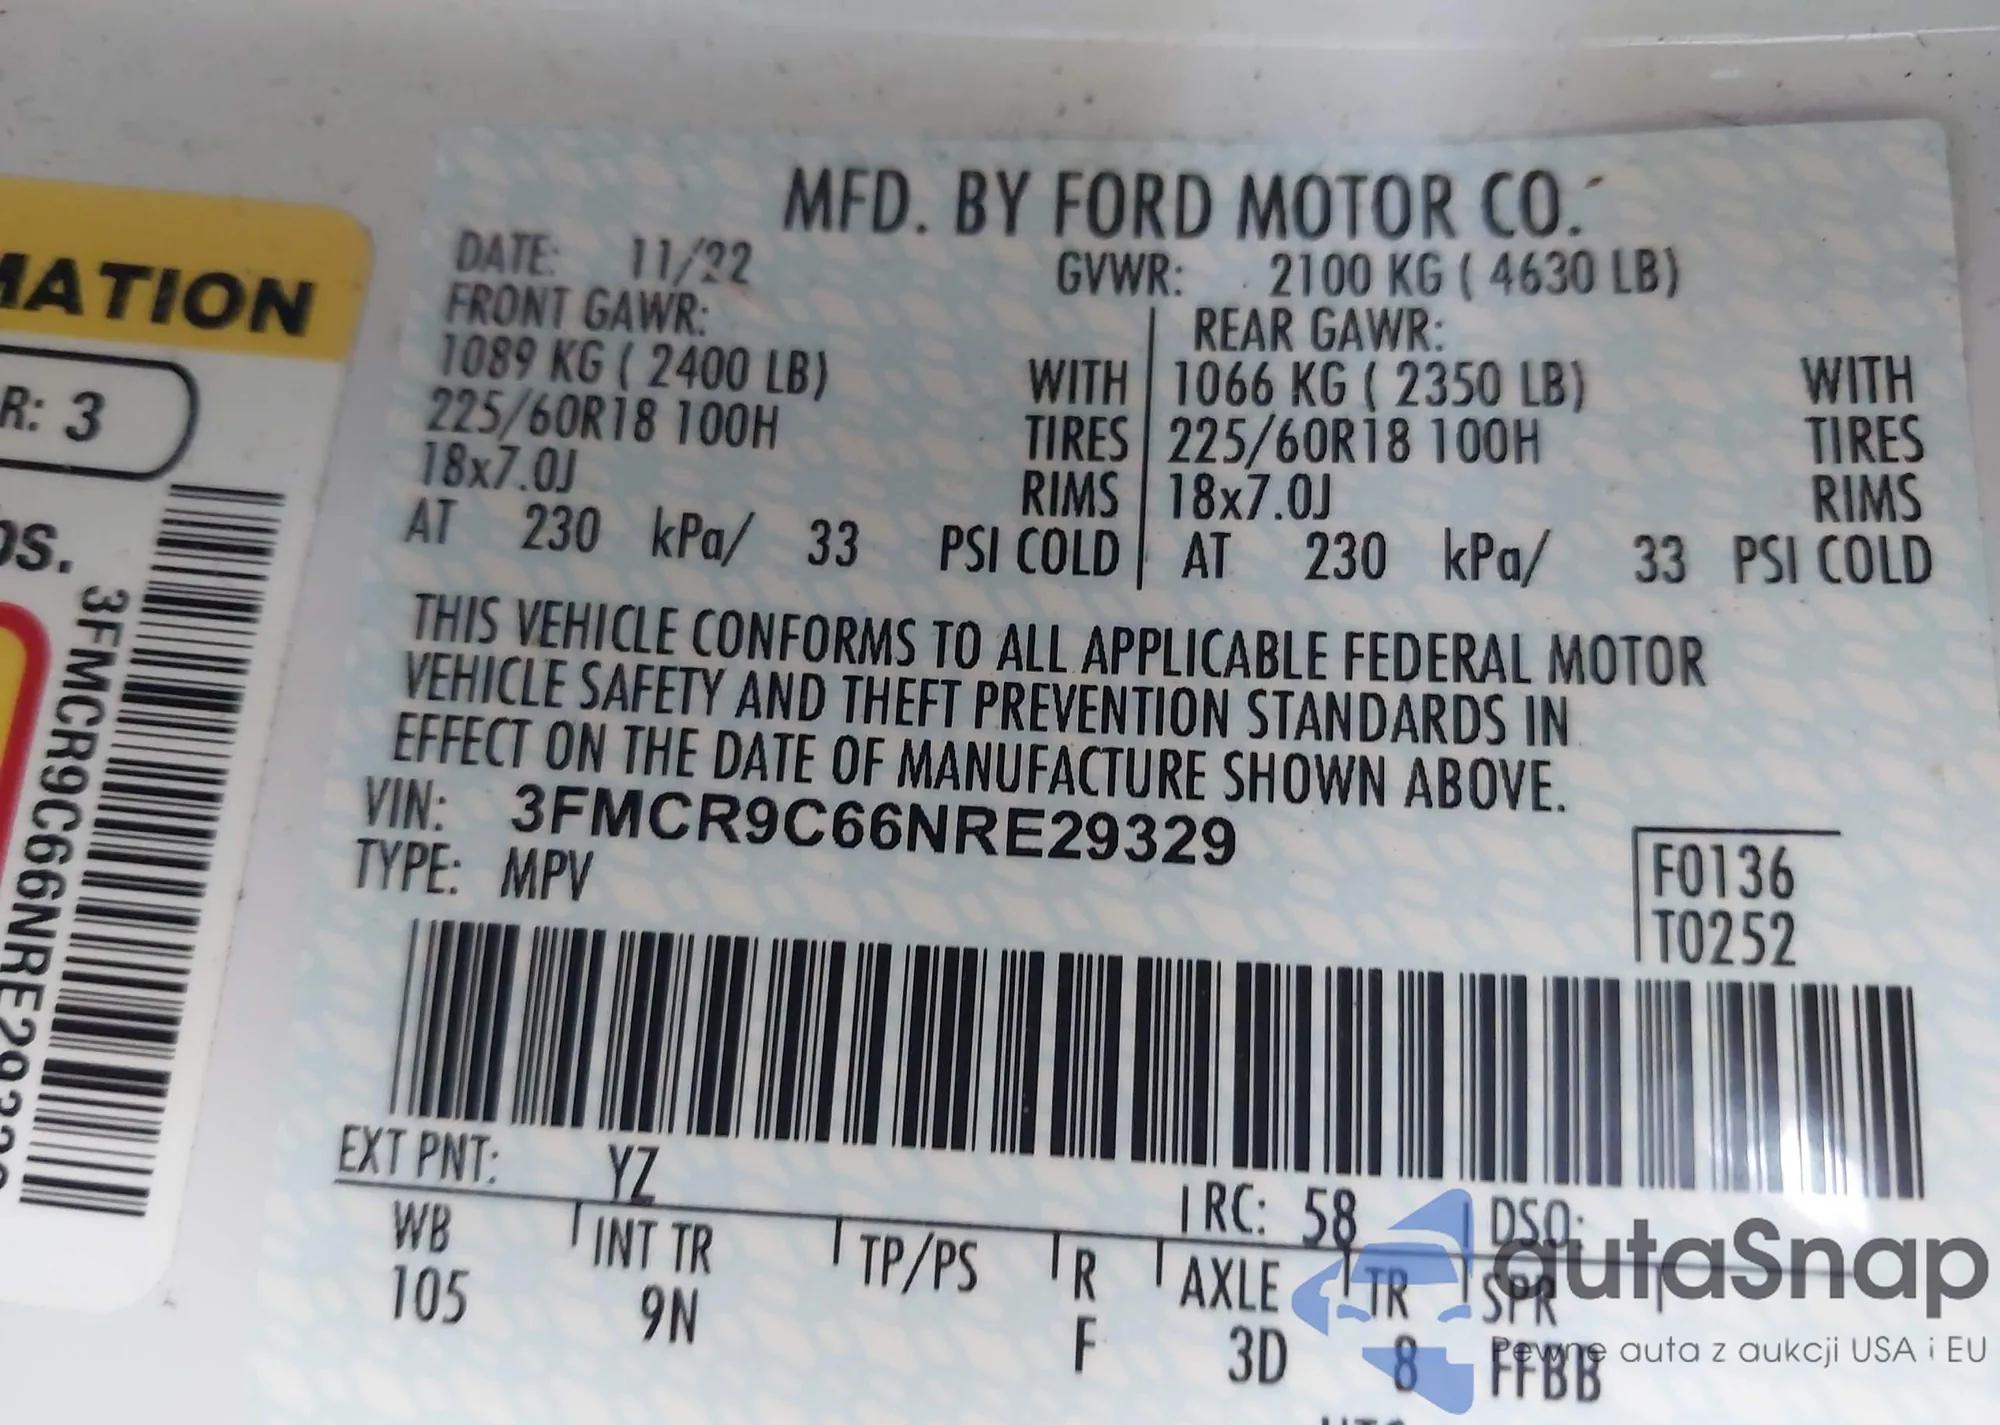 MFD. BY FORD MOTOR CO.
DATE: 11/22 GVWR: 2100 KG ( 4630 LB)
FRONT GAWR: REAR GAWR:
1089 KG ( 2400 LB) WITH 1066 KG ( 2350 LB) WITH
225/60R18 100H TIRES 225/60R18 100H TIRES
18x7.0J RIMS 18x7.0J RIMS
AT 230 kPa/ 33 PSI COLD AT 230 kPa/ 33 PSI COLD
THIS VEHICLE CONFORMS TO ALL APPLICABLE FEDERAL MOTOR
VEHICLE SAFETY AND THEFT PREVENTION STANDARDS IN
EFFECT ON THE DATE OF MANUFACTURE SHOWN ABOVE.
VIN: 3FMCR9C66NRE29329
TYPE: MPV
F0136
T0252
EXT PNT: YZ RC: 58 DSO:
WB INT TR TP/PS R AXLE TR SPR
105 9N F 3D 8 FFBB
MATION
R: 3
bs.
3FMCR9C66NRE29329
autaSnap
Pewne auta z aukcji USA i EU